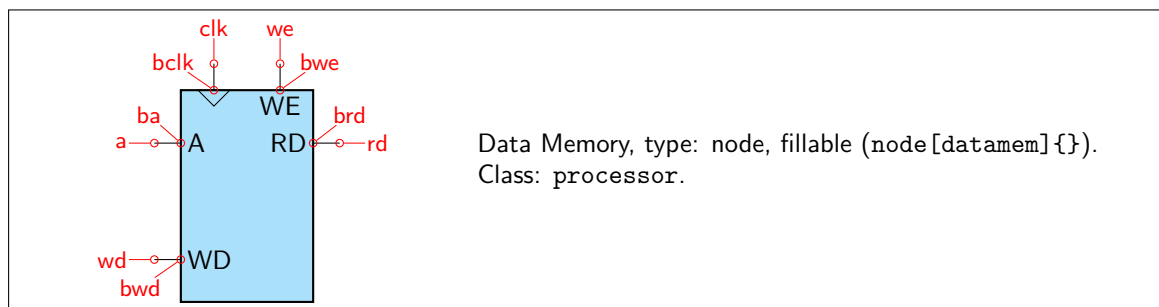 clk we
bclk bwe
WE
ba brd
a A RD rd
Data Memory, type: node, fillable (node[datamem]{}).
Class: processor.
wd WD
bwd